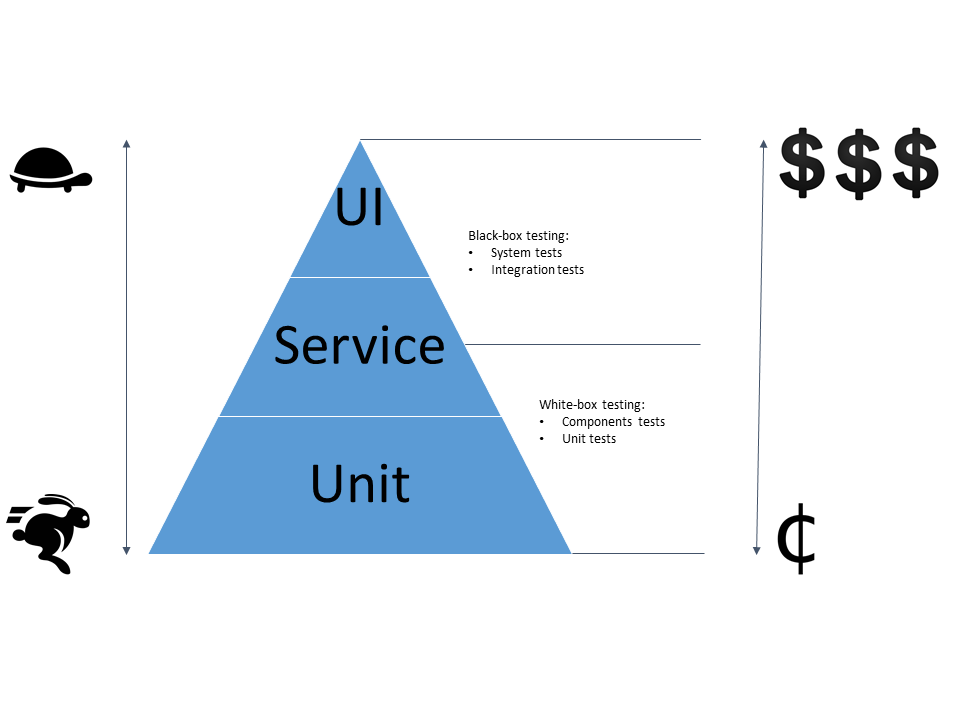 $$$
UI
Black-box testing:
• System tests
• Integration tests
Service
White-box testing:
• Components tests
• Unit tests
Unit
₵